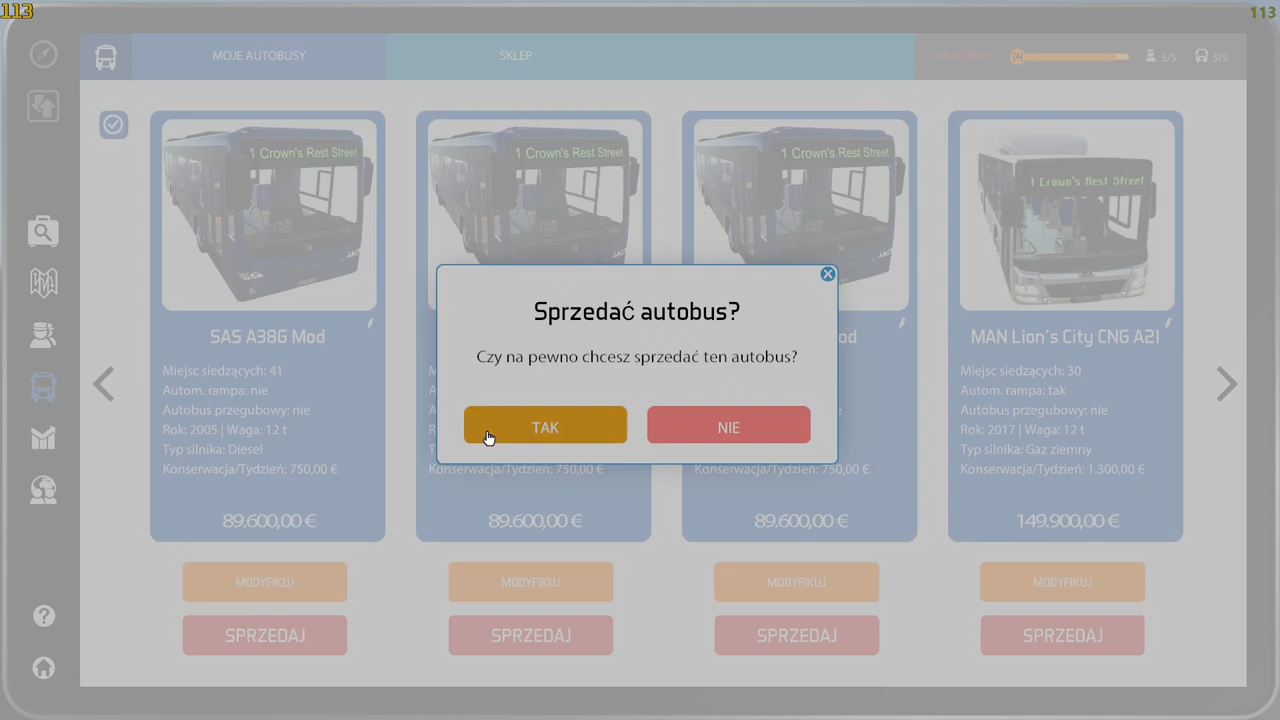 113
113
MOJE AUTOBUSY
SKLEP
14
5/5
5/5
1 Crown's Rest Street
1 Crown's Rest Street
1 Crown's Rest Street
1 Crown's Rest Street
Sprzedać autobus?
Czy na pewno chcesz sprzedać ten autobus?
TAK
NIE
SAS A38G Mod
Miejsc siedzących: 41
Autom. rampa: nie
Autobus przegubowy: nie
Rok: 2005 | Waga: 12 t
Typ silnika: Diesel
Konserwacja/Tydzień: 750,00 €
89.600,00 €
Konserwacja/Tydzień: 750,00 €
89.600,00 €
Konserwacja/Tydzień: 750,00 €
89.600,00 €
MAN Lion's City CNG A21
Miejsc siedzących: 30
Autom. rampa: tak
Autobus przegubowy: nie
Rok: 2017 | Waga: 12 t
Typ silnika: Gaz ziemny
Konserwacja/Tydzień: 1.300,00 €
149.900,00 €
MODYFIKUJ
MODYFIKUJ
MODYFIKUJ
MODYFIKUJ
SPRZEDAJ
SPRZEDAJ
SPRZEDAJ
SPRZEDAJ